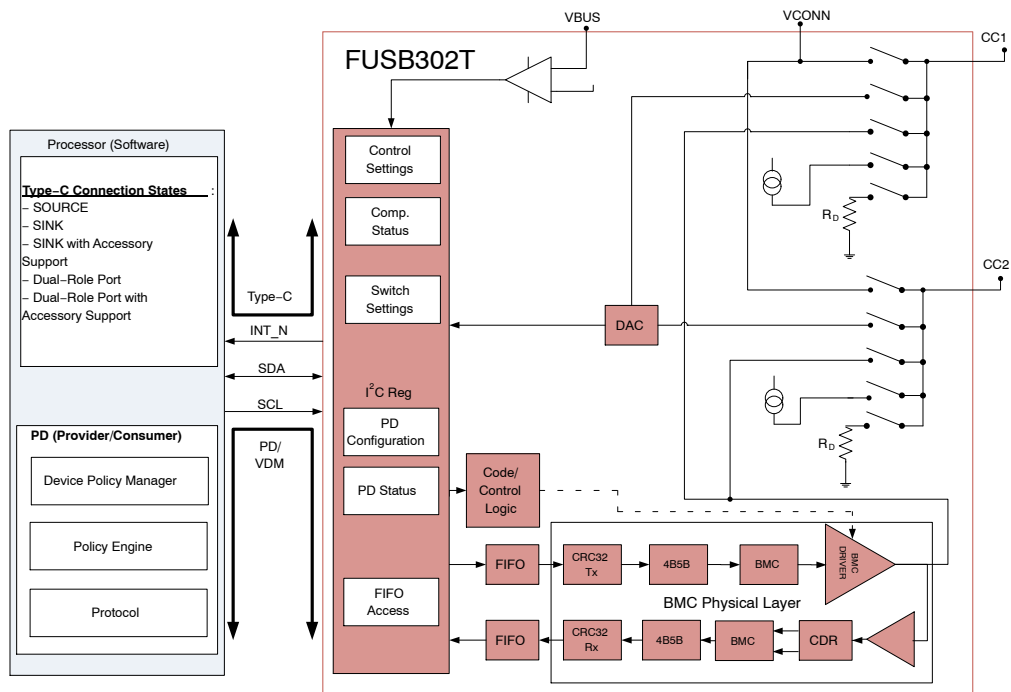 VBUS
VCONN
CC1
FUSB302T
Processor (Software)
Type−C Connection States :
− SOURCE
− SINK
− SINK with Accessory
Support
− Dual−Role Port
− Dual−Role Port with
Accessory Support
Type−C
INT_N
SDA
SCL
PD (Provider/Consumer)
Device Policy Manager
Policy Engine
Protocol
PD/
VDM
Control
Settings
Comp.
Status
Switch
Settings
I2C Reg
PD
Configuration
PD Status
FIFO
Access
Code/
Control
Logic
DAC
RD
CC2
RD
FIFO
CRC32
Tx
4B5B
BMC
BMC
DRIVER
BMC Physical Layer
FIFO
CRC32
Rx
4B5B
BMC
CDR